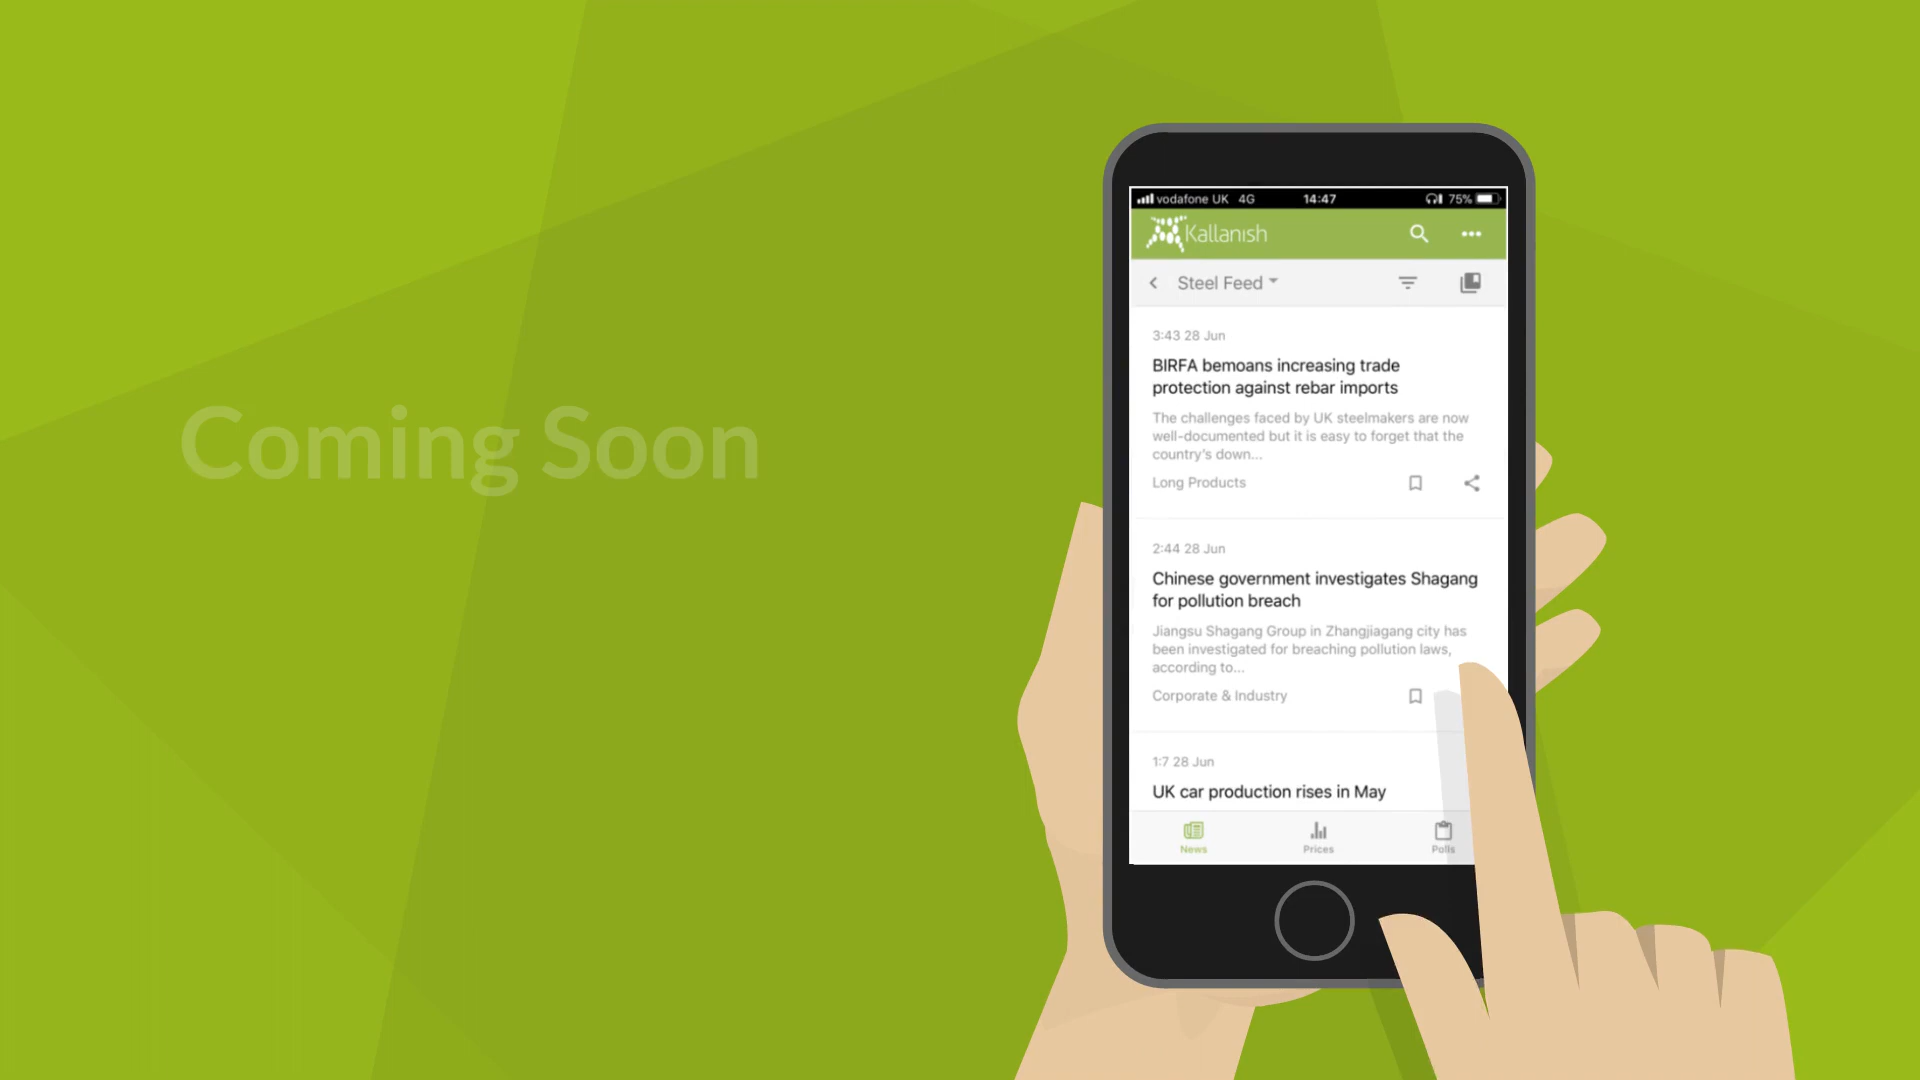 Coming Soon
vodafone UK 4G 14:47 75%
Kallanish
Steel Feed
3:43 28 Jun
BIRFA bemoans increasing trade
protection against rebar imports
The challenges faced by UK steelmakers are now
well-documented but it is easy to forget that the
country's down...
Long Products
2:44 28 Jun
Chinese government investigates Shagang
for pollution breach
Jiangsu Shagang Group in Zhangjiagang city has
been investigated for breaching pollution laws,
according to...
Corporate & Industry
1:7 28 Jun
UK car production rises in May
News Prices Polls